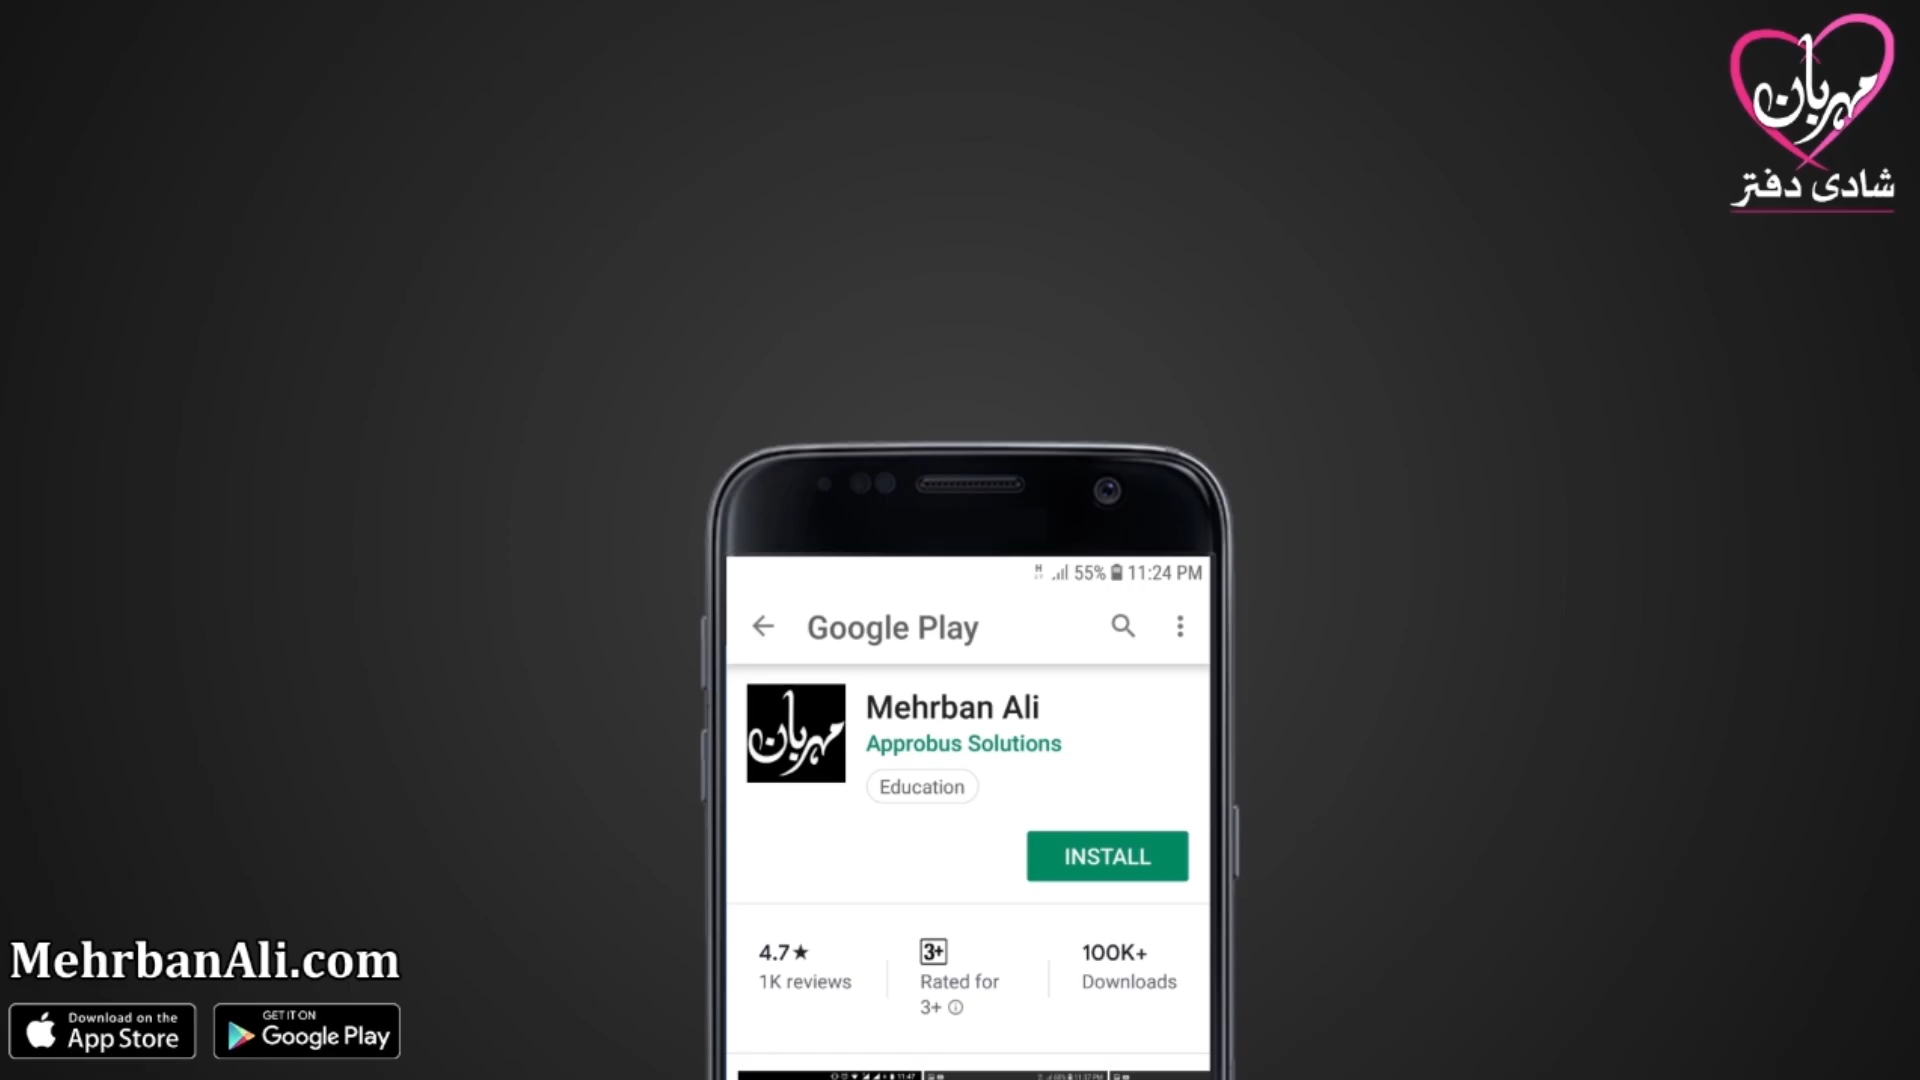 مہربان
شادی دفتر
H 55% 11:24 PM
Google Play
مہربان
Mehrban Ali
Approbus Solutions
Education
INSTALL
4.7★ 3+ 100K+
1K reviews Rated for 3+ Downloads
MehrbanAli.com
Download on the App Store
GET IT ON Google Play